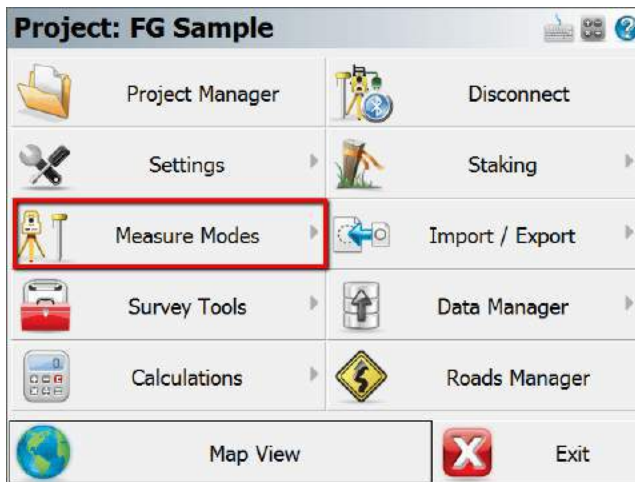 Project: FG Sample
Project Manager
Disconnect
Settings
Staking
Measure Modes
Import / Export
Survey Tools
Data Manager
Calculations
Roads Manager
Map View
Exit